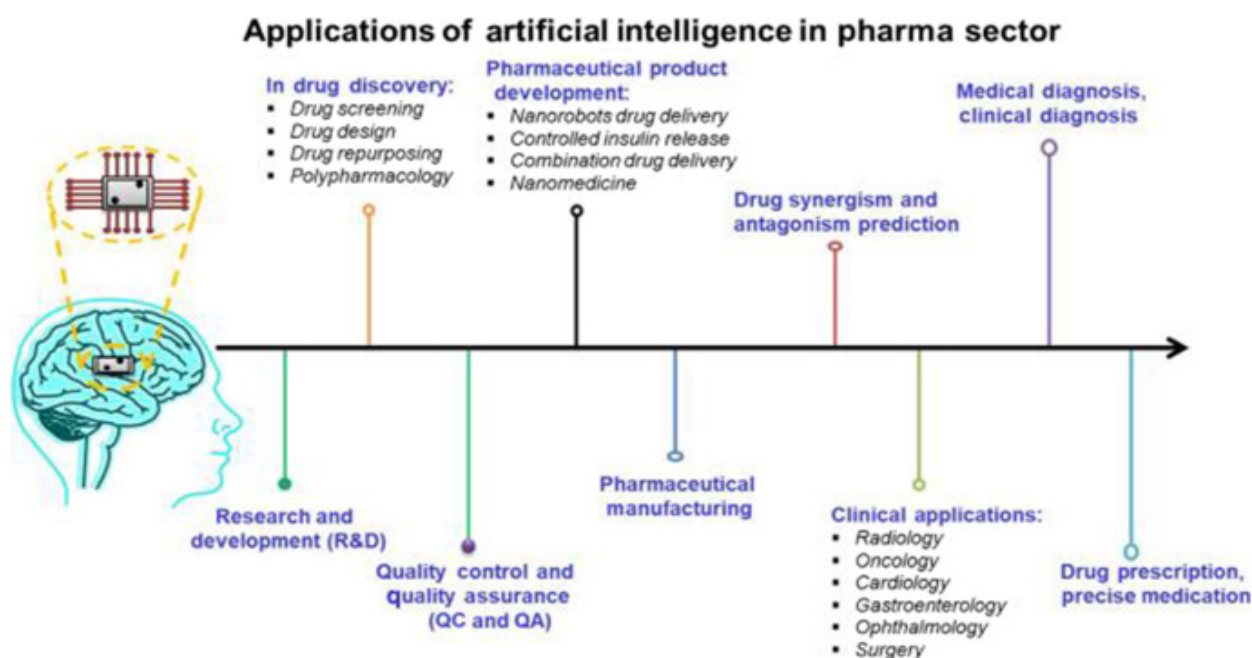 Applications of artificial intelligence in pharma sector
In drug discovery:
▪ Drug screening
▪ Drug design
▪ Drug repurposing
▪ Polypharmacology
Pharmaceutical product
development:
▪ Nanorobots drug delivery
▪ Controlled insulin release
▪ Combination drug delivery
▪ Nanomedicine
Drug synergism and
antagonism prediction
Medical diagnosis,
clinical diagnosis
Research and
development (R&D)
Quality control and
quality assurance
(QC and QA)
Pharmaceutical
manufacturing
Clinical applications:
▪ Radiology
▪ Oncology
▪ Cardiology
▪ Gastroenterology
▪ Ophthalmology
▪ Surgery
Drug prescription,
precise medication